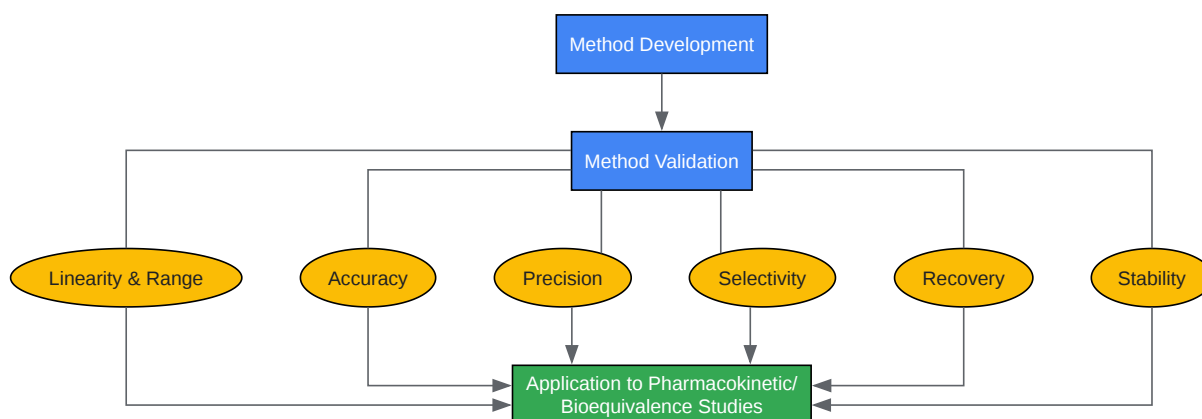 Method Development
Method Validation
Linearity & Range
Accuracy
Precision
Selectivity
Recovery
Stability
Application to Pharmacokinetic/
Bioequivalence Studies